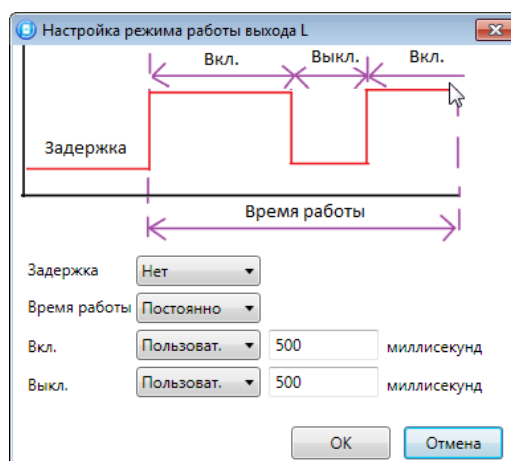 Настройка режима работы выхода L
Вкл. Выкл. Вкл.
Задержка
Время работы
Задержка Нет
Время работы Постоянно
Вкл. Пользоват. 500 миллисекунд
Выкл. Пользоват. 500 миллисекунд
OK Отмена